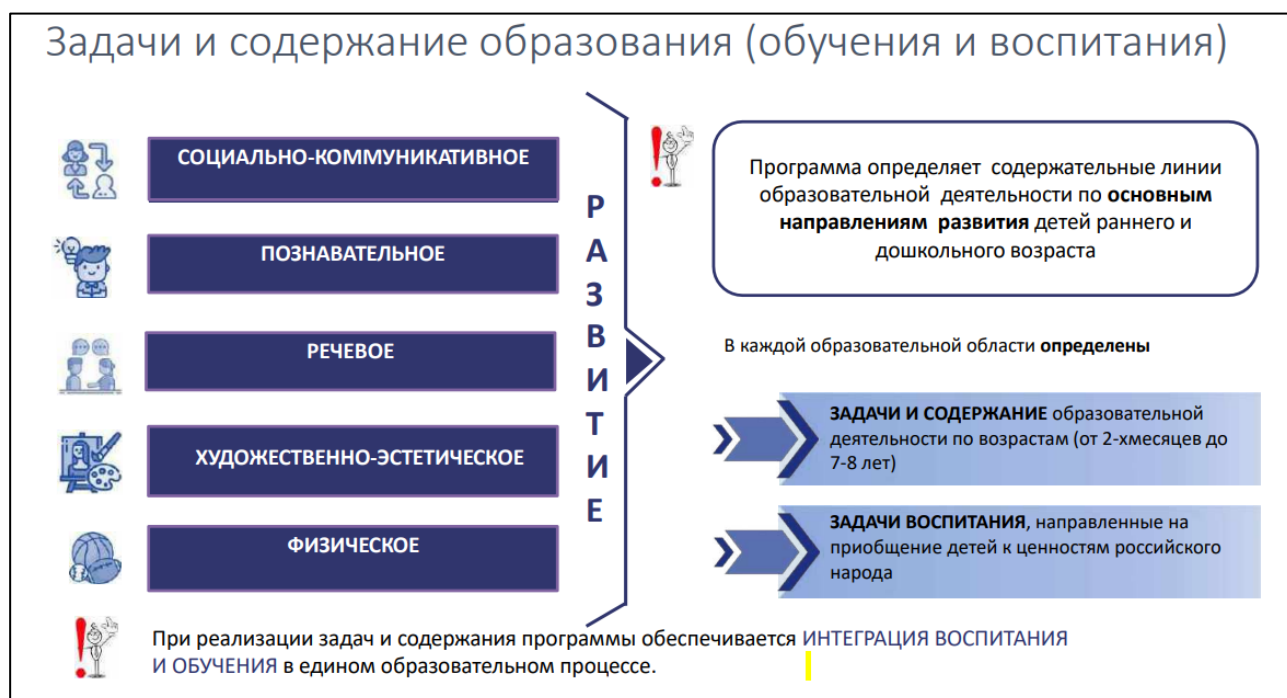 Задачи и содержание образования (обучения и воспитания)
СОЦИАЛЬНО-КОММУНИКАТИВНОЕ
ПОЗНАВАТЕЛЬНОЕ
РЕЧЕВОЕ
ХУДОЖЕСТВЕННО-ЭСТЕТИЧЕСКОЕ
ФИЗИЧЕСКОЕ
Р
А
З
В
И
Т
И
Е
Программа определяет содержательные линии
образовательной деятельности по основным
направлениям развития детей раннего и
дошкольного возраста
В каждой образовательной области определены
ЗАДАЧИ И СОДЕРЖАНИЕ образовательной
деятельности по возрастам (от 2-хмесяцев до
7-8 лет)
ЗАДАЧИ ВОСПИТАНИЯ, направленные на
приобщение детей к ценностям российского
народа
При реализации задач и содержания программы обеспечивается ИНТЕГРАЦИЯ ВОСПИТАНИЯ
И ОБУЧЕНИЯ в едином образовательном процессе.